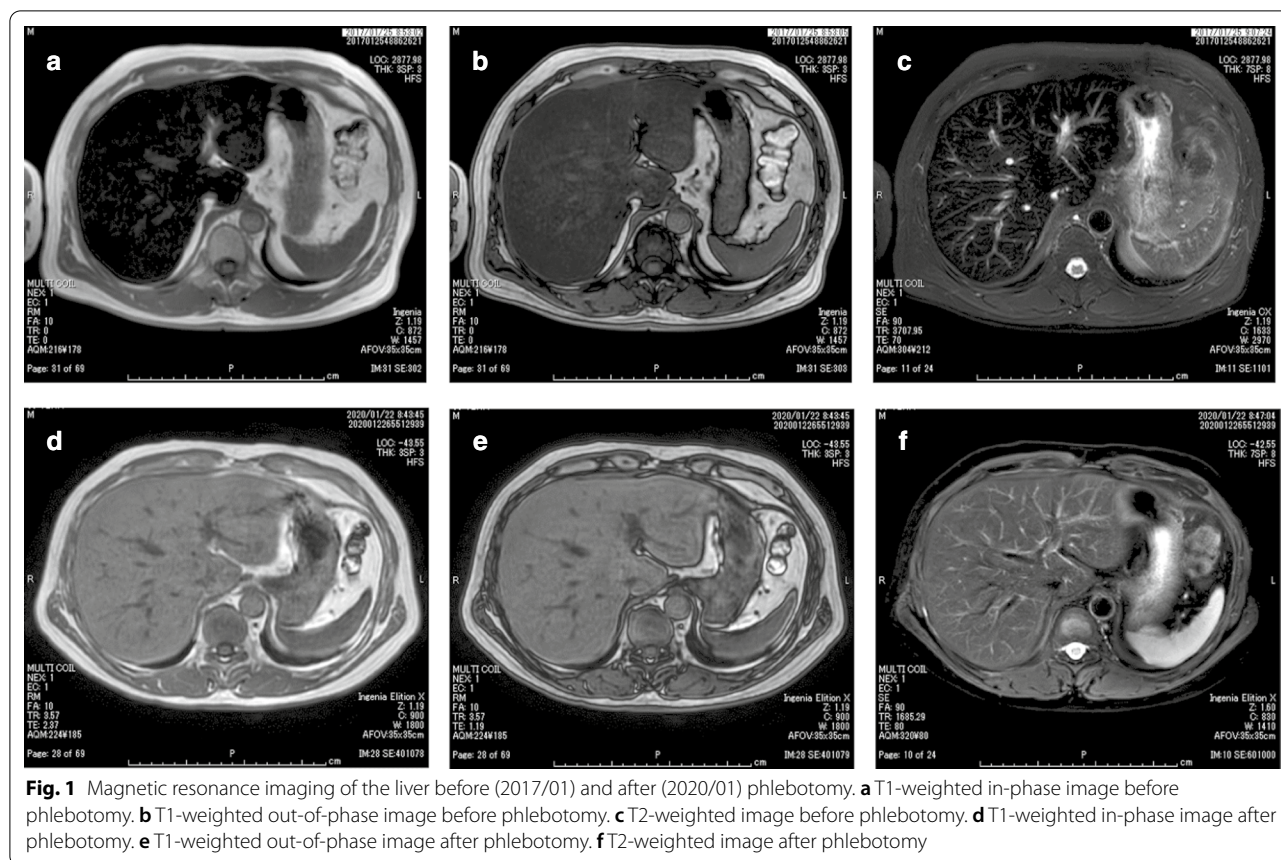 M
2017/01/25 8:53:02
2017012548862621
a
LOC: 2877.98
THK: 3SP: 3
HFS
R
MULTI COIL
NEX: 1
EC: 1
RM
FA: 10
TR: 0
TE: 0
AQM:216¥178
Page: 31 of 69
P
cm
L
Ingenia
Z: 1.19
C: 872
W: 1457
AFOV:35x35cm
IM:31 SE:302
M
2017/01/25 8:53:05
2017012548862621
b
LOC: 2877.98
THK: 3SP: 3
HFS
R
MULTI COIL
NEX: 1
EC: 1
RM
FA: 10
TR: 0
TE: 0
AQM:216¥178
Page: 31 of 69
P
cm
L
Ingenia
Z: 1.19
C: 872
W: 1457
AFOV:35x35cm
IM:31 SE:303
M
2017/01/25 9:07:24
2017012548862621
c
LOC: 2877.98
THK: 7SP: 8
HFS
R
MULTI COIL
NEX: 1
EC: 1
SE
FA: 90
TR: 3707.95
TE: 70
AQM:304¥212
Page: 11 of 24
P
cm
L
Ingenia CX
Z: 1.19
C: 1633
W: 2970
AFOV:35x35cm
IM:11 SE:1101
M
2020/01/22 8:43:45
2020012265512939
d
LOC: -43.55
THK: 3SP: 3
HFS
R
MULTI COIL
NEX: 1
EC: 1
RM
FA: 10
TR: 3.57
TE: 2.37
AQM:224¥185
Page: 28 of 69
P
cm
L
Ingenia Elition X
Z: 1.19
C: 900
W: 1800
AFOV:35x35cm
IM:28 SE:401078
M
2020/01/22 8:43:45
2020012265512939
e
LOC: -43.55
THK: 3SP: 3
HFS
R
MULTI COIL
NEX: 1
EC: 1
RM
FA: 10
TR: 3.57
TE: 1.19
AQM:224¥185
Page: 28 of 69
P
cm
L
Ingenia Elition X
Z: 1.19
C: 900
W: 1800
AFOV:35x35cm
IM:28 SE:401079
M
2020/01/22 8:47:04
2020012265512939
f
LOC: -42.55
THK: 7SP: 8
HFS
R
MULTI COIL
NEX: 1
EC: 1
SE
FA: 90
TR: 1685.29
TE: 80
AQM:320¥80
Page: 10 of 24
P
cm
L
Ingenia Elition X
Z: 1.60
C: 830
W: 1410
AFOV:35x35cm
IM:10 SE:601000
Fig. 1 Magnetic resonance imaging of the liver before (2017/01) and after (2020/01) phlebotomy. a T1-weighted in-phase image before
phlebotomy. b T1-weighted out-of-phase image before phlebotomy. c T2-weighted image before phlebotomy. d T1-weighted in-phase image after
phlebotomy. e T1-weighted out-of-phase image after phlebotomy. f T2-weighted image after phlebotomy